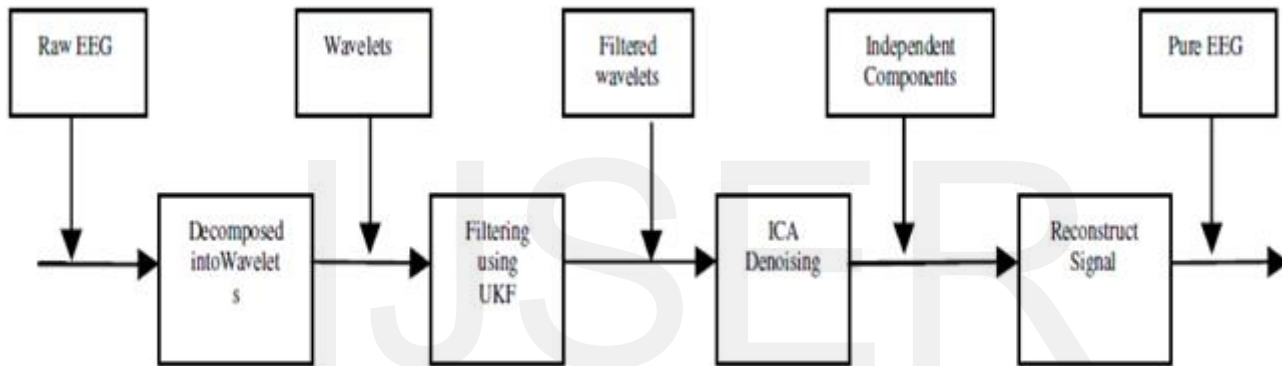 Raw EEG
Wavelets
Filtered
wavelets
Independent
Components
Pure EEG
Decomposed
intoWavelet
s
Filtering
using
UKF
ICA
Denoising
Reconstruct
Signal
IJSER